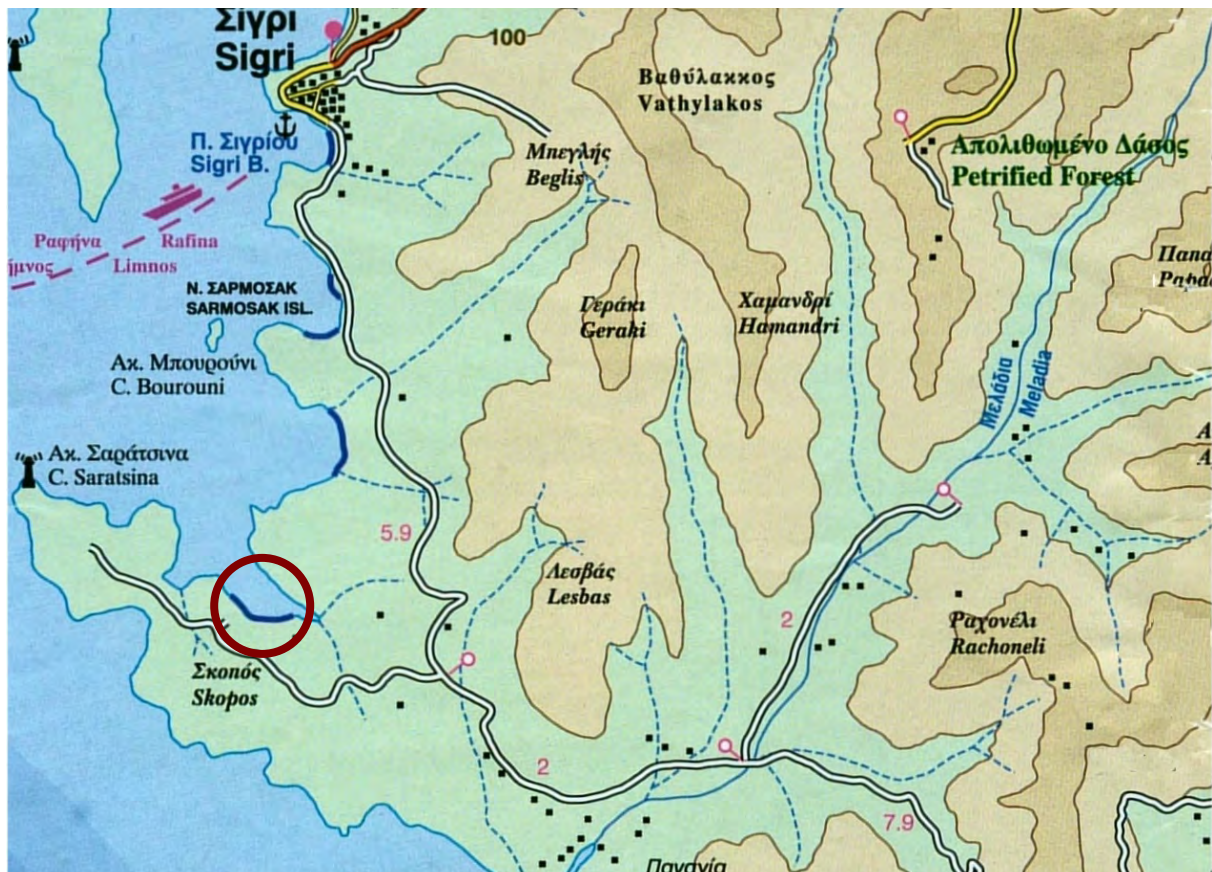 Σίγρι
Sigri
100
Βαθύλακκος
Vathylakos
Απολιθωμένο Δάσος
Petrified Forest
Π. Σιγρίου
Sigri B.
Μπεγλής
Beglis
Ραφήνα
Rafina
ήμνος
Limnos
Ν. ΣΑΡΜΟΣΑΚ
SARMOSAK ISL.
Γεράκι
Geraki
Χαμανδρί
Hamandri
Ακ. Μπουρούνι
C. Bourouni
Μελάδια
Meladia
Ακ. Σαράτσινα
C. Saratsina
5.9
Λεσβάς
Lesbas
2
Ραχονέλι
Rachoneli
Σκοπός
Skopos
2
7.9